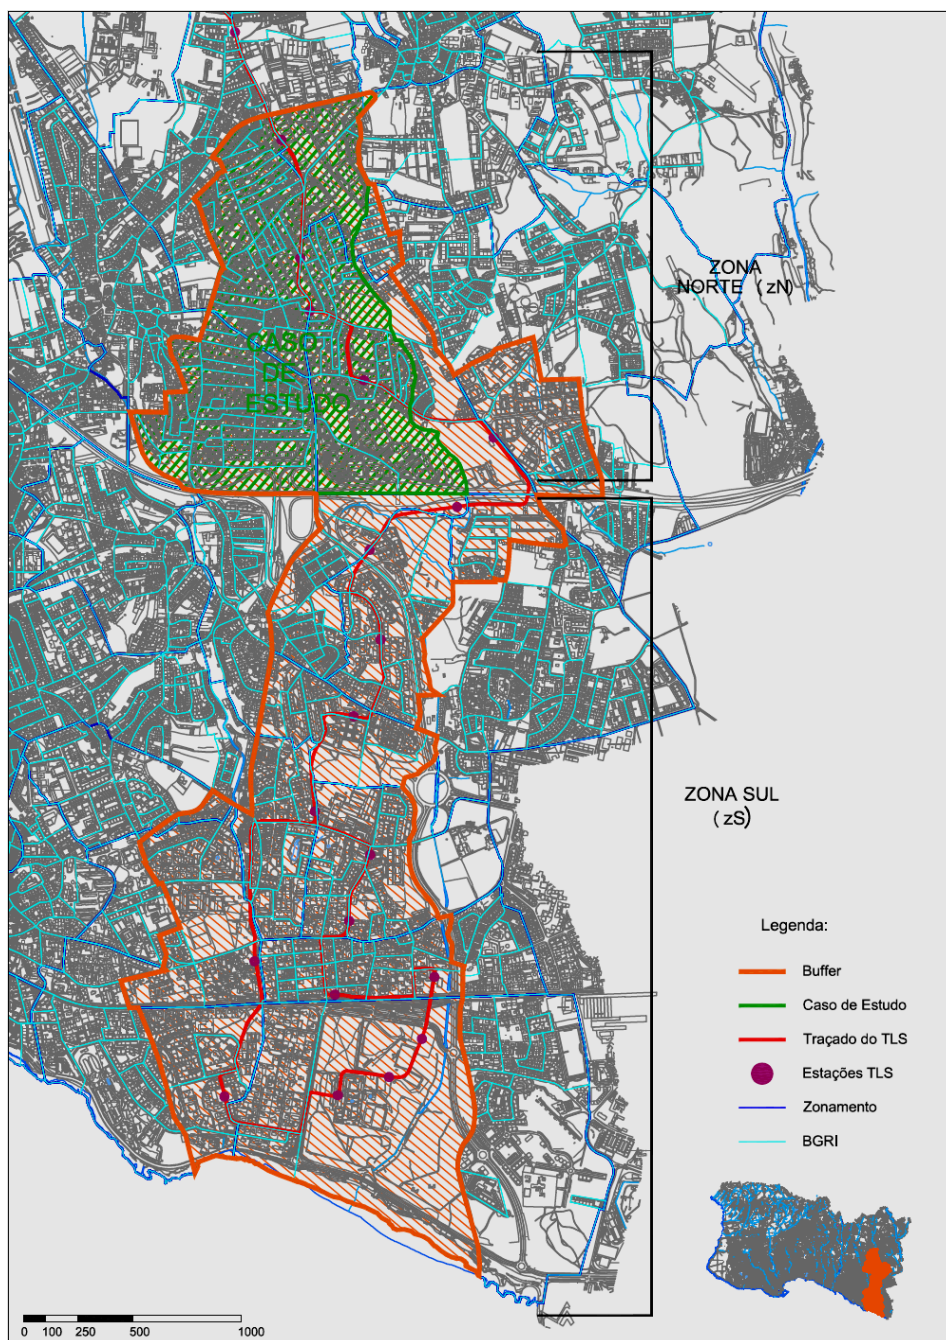 ZONA
NORTE (zN)
CASO
DE
ESTUDO
ZONA SUL
(zS)
Legenda:
Buffer
Caso de Estudo
Traçado do TLS
Estações TLS
Zonamento
BGRI
0 100 250 500 1000